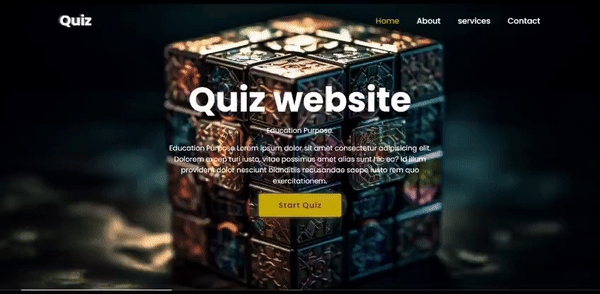 Quiz
Home About services Contact
Quiz website
Education Purpose.
Education Purpose Lorem ipsum dolor sit amet consectetur adipisicing elit.
Dolorem excep turi iusto, vitae possimus amet alias sunt hic ea? Id illum
provident dolor nesciunt blanditiis recusandae saepe iusto rem quo
exercitationem.
Start Quiz